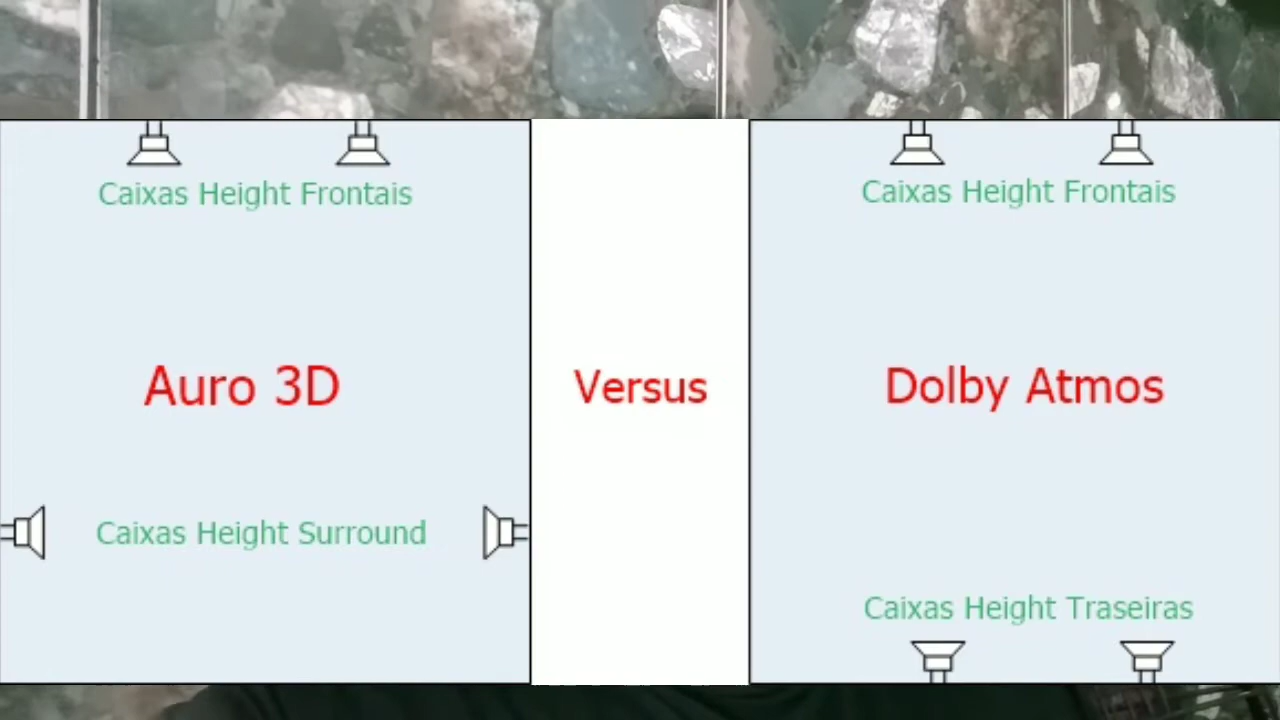 Caixas Height Frontais
Auro 3D
Caixas Height Surround
Versus
Caixas Height Frontais
Dolby Atmos
Caixas Height Traseiras